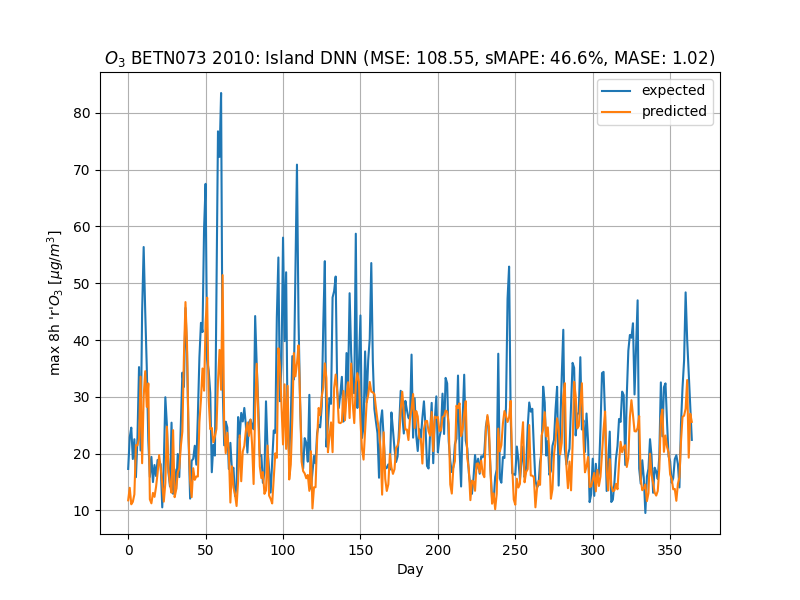 O3 BETN073 2010: Island DNN (MSE: 108.55, sMAPE: 46.6%, MASE: 1.02)
expected
predicted
max 8h 'r'O3 [μg/m3]
80
70
60
50
40
30
20
10
0 50 100 150 200 250 300 350
Day